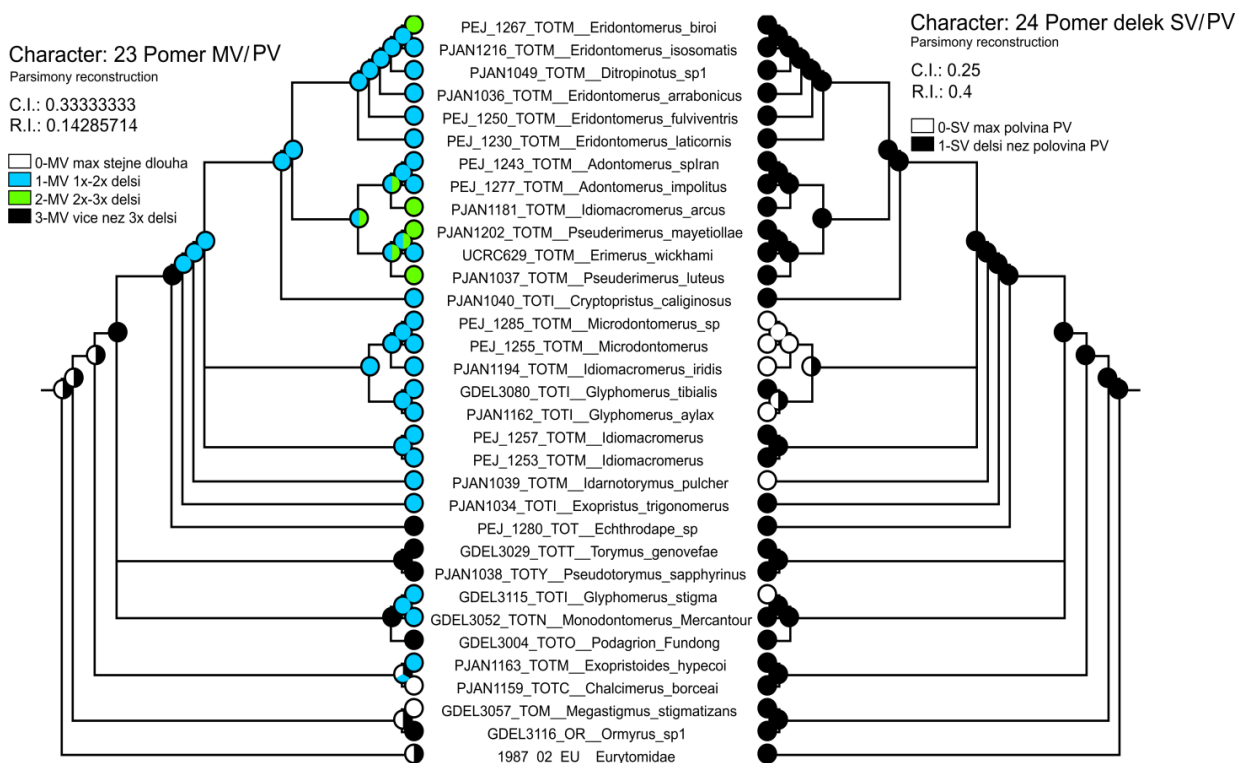 Character: 23 Pomer MV/PV
Parsimony reconstruction
C.I.: 0.33333333
R.I.: 0.14285714
0-MV max stejne dlouha
1-MV 1x-2x delsi
2-MV 2x-3x delsi
3-MV vice nez 3x delsi
PEJ_1267_TOTM__Eridontomerus_biroi
PJAN1216_TOTM__Eridontomerus_isosomatis
PJAN1049_TOTM__Ditropinotus_sp1
PJAN1036_TOTM__Eridontomerus_arrabonicus
PEJ_1250_TOTM__Eridontomerus_fulviventris
PEJ_1230_TOTM__Eridontomerus_laticornis
PEJ_1243_TOTM__Adontomerus_splran
PEJ_1277_TOTM__Adontomerus_impolitus
PJAN1181_TOTM__Idiomacromerus_arcus
PJAN1202_TOTM__Pseuderimerus_mayetiollae
UCRC629_TOTM__Erimerus_wickhami
PJAN1037_TOTM__Pseuderimerus_luteus
PJAN1040_TOTI__Cryptopristus_caliginosus
PEJ_1285_TOTM__Microdontomerus_sp
PEJ_1255_TOTM__Microdontomerus
PJAN1194_TOTM__Idiomacromerus_iridis
GDEL3080_TOTI__Glyphomerus_tibialis
PJAN1162_TOTI__Glyphomerus_aylax
PEJ_1257_TOTM__Idiomacromerus
PEJ_1253_TOTM__Idiomacromerus
PJAN1039_TOTM__Idarnotorymus_pulcher
PJAN1034_TOTI__Exopristus_trigonomerus
PEJ_1280_TOT__Echthrodape_sp
GDEL3029_TOTT__Torymus_genovefae
PJAN1038_TOTY__Pseudotorymus_sapphyrinus
GDEL3115_TOTI__Glyphomerus_stigma
GDEL3052_TOTN__Monodontomerus_Mercantour
GDEL3004_TOTO__Podagrion_Fundong
PJAN1163_TOTM__Exopristoides_hypecoi
PJAN1159_TOTC__Chalcimerus_borceai
GDEL3057_TOM__Megastigmus_stigmatizans
GDEL3116_OR__Ormyrus_sp1
1987_02_EU__Eurytomidae
Character: 24 Pomer delek SV/PV
Parsimony reconstruction
C.I.: 0.25
R.I.: 0.4
0-SV max polvina PV
1-SV delsi nez polovina PV